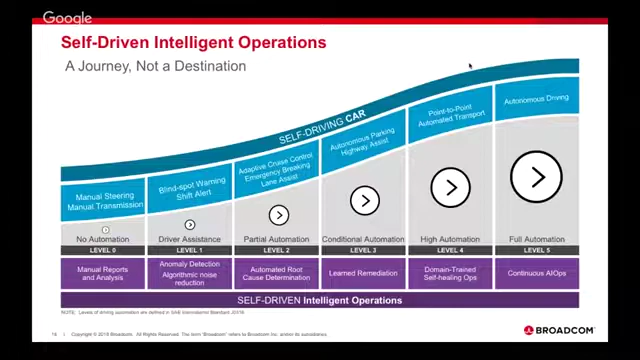 Google
Self-Driven Intelligent Operations
A Journey, Not a Destination
SELF-DRIVING CAR
Manual Steering
Manual Transmission
Blind-spot Warning
Shift Alert
Adaptive Cruise Control
Emergency Breaking
Lane Assist
Autonomous Parking
Highway Assist
Point-to-Point
Automated Transport
Autonomous Driving
No Automation
Driver Assistance
Partial Automation
Conditional Automation
High Automation
Full Automation
LEVEL 0
LEVEL 1
LEVEL 2
LEVEL 3
LEVEL 4
LEVEL 5
Manual Reports
and Analysis
Anomaly Detection
Algorithmic noise
reduction
Automated Root
Cause Determination
Learned Remediation
Domain-Trained
Self-healing Ops
Continuous AIOps
SELF-DRIVEN Intelligent Operations
NOTE: Levels of driving automation are defined in SAE International Standard
Copyright © 2019 Broadcom. All Rights Reserved. The term "Broadcom" refers to Broadcom Inc. and/or its subsidiaries.
BROADCOM